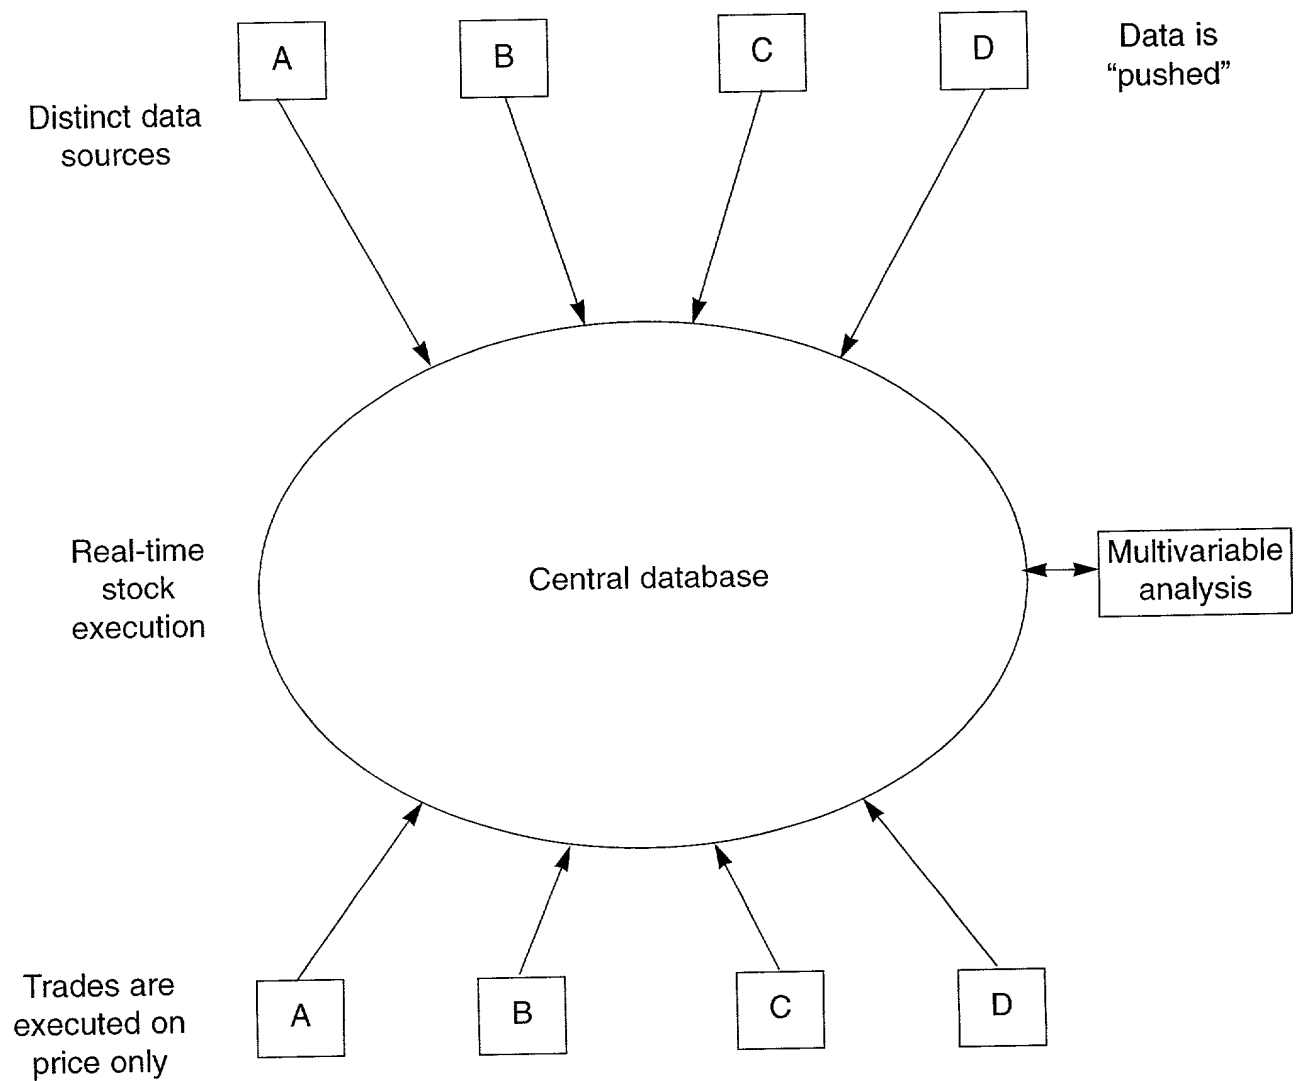 A
B
C
D
Data is
“pushed”
Distinct data
sources
Real-time
stock
execution
Central database
Multivariable
analysis
Trades are
executed on
price only
A
B
C
D